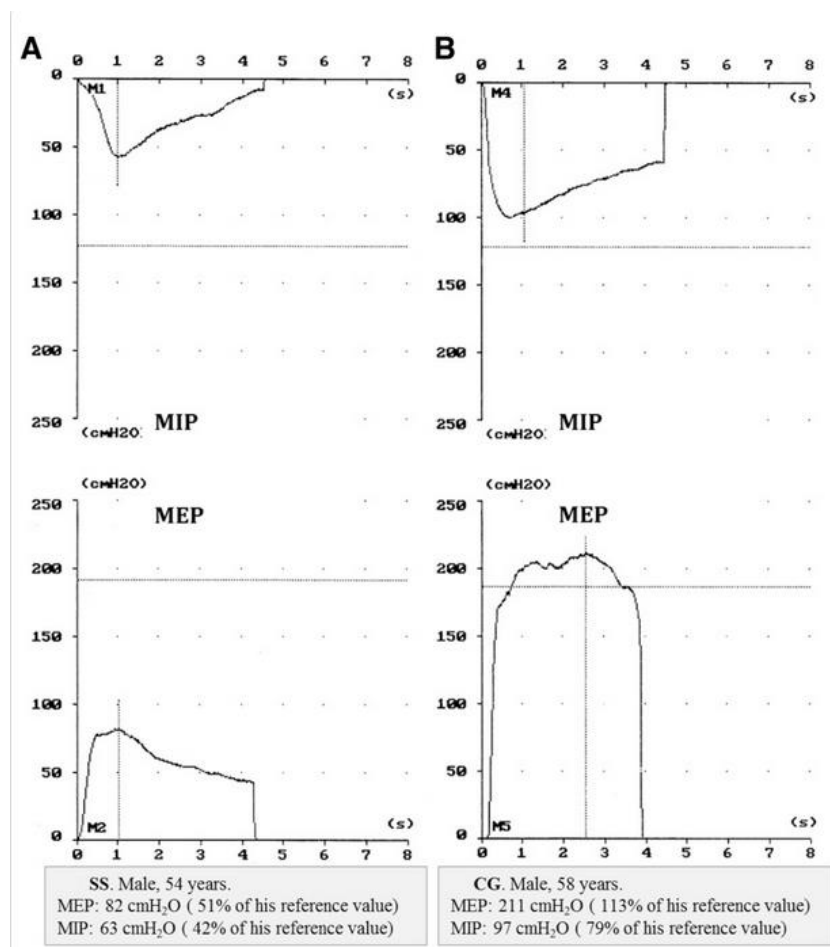 A
B
0 1 2 3 4 5 6 7 8
0 1 2 3 4 5 6 7 8
0
M1
(s)
50
100
150
200
250
(cmH2O)
MIP
0
M4
(s)
50
100
150
200
250
(cmH2O)
MIP
(cmH2O)
250
MEP
200
150
100
50
0
M2
(s)
0 1 2 3 4 5 6 7 8
(cmH2O)
250
MEP
200
150
100
50
0
M5
(s)
0 1 2 3 4 5 6 7 8
SS. Male, 54 years.
MEP: 82 cmH₂O ( 51% of his reference value)
MIP: 63 cmH₂O ( 42% of his reference value)
CG. Male, 58 years.
MEP: 211 cmH₂O ( 113% of his reference value)
MIP: 97 cmH₂O ( 79% of his reference value)